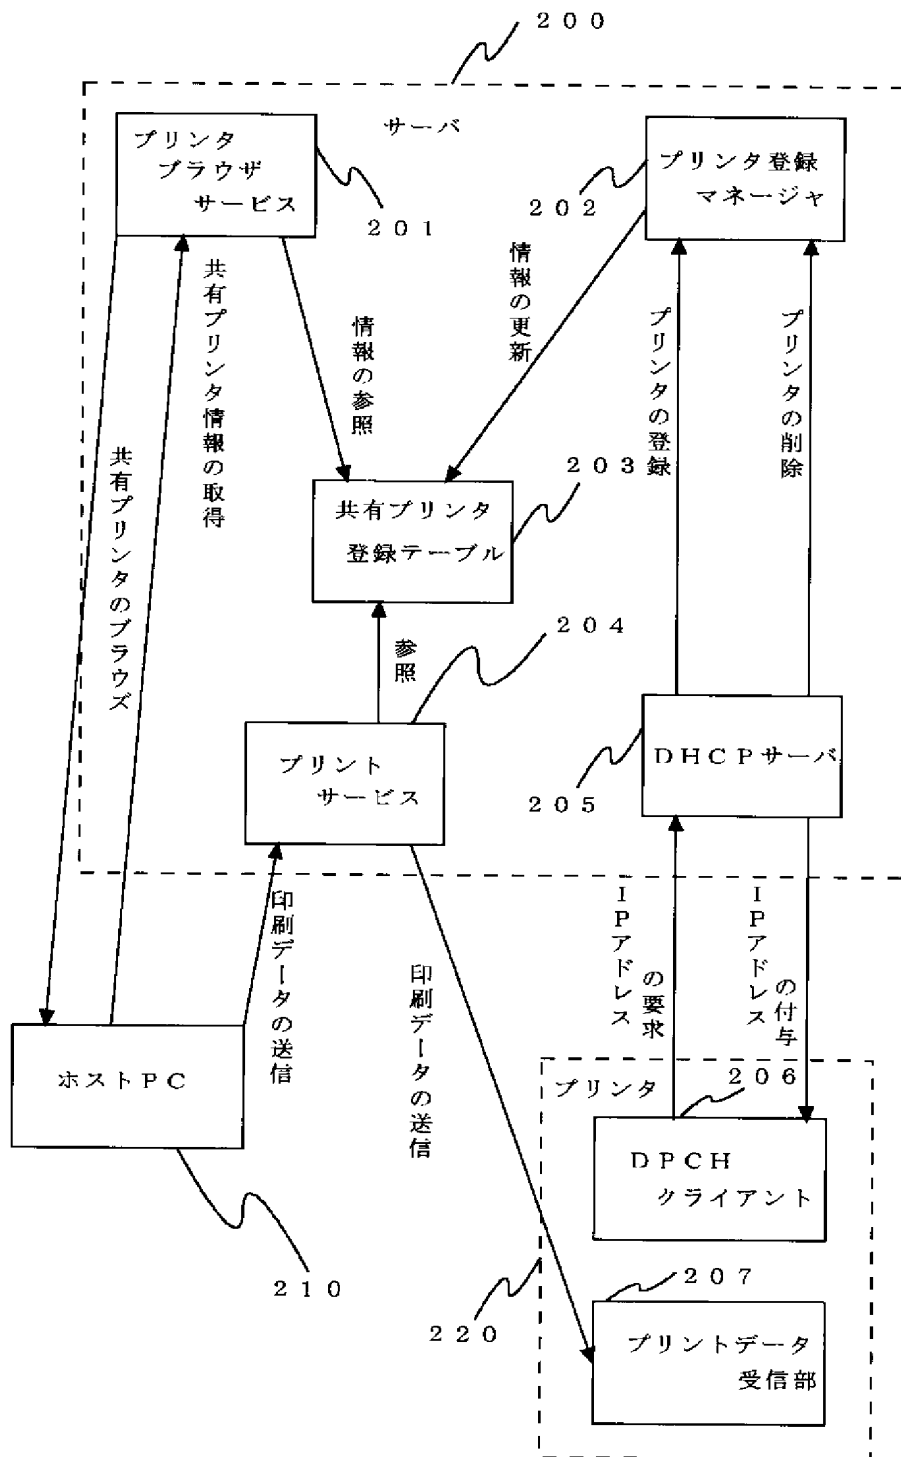 ２００
サーバ
プリンタ
ブラウザ
サービス
２０１
プリンタ登録
マネージャ
２０２
共有プリンタのブラウズ
共有プリンタ情報の取得
情報の参照
情報の更新
プリンタの登録
プリンタの削除
共有プリンタ
登録テーブル
２０３
参照
２０４
プリント
サービス
ＤＨＣＰサーバ
２０５
印刷データの送信
印刷データの送信
ＩＰアドレス
の要求
ＩＰアドレス
の付与
ホストＰＣ
２１０
プリンタ
２０６
ＤＰＣＨ
クライアント
２０７
プリントデータ
受信部
２２０